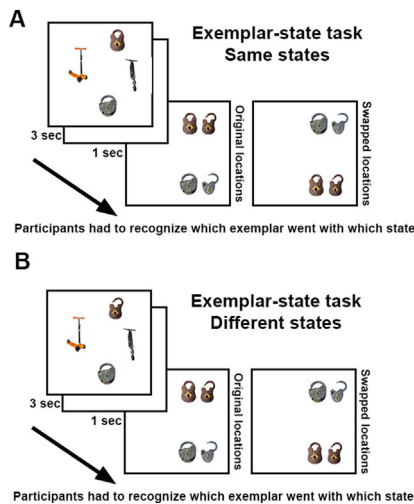 A
Exemplar-state task
Same states
3 sec
1 sec
Original locations
Swapped locations
Participants had to recognize which exemplar went with which state
B
Exemplar-state task
Different states
3 sec
1 sec
Original locations
Swapped locations
Participants had to recognize which exemplar went with which state